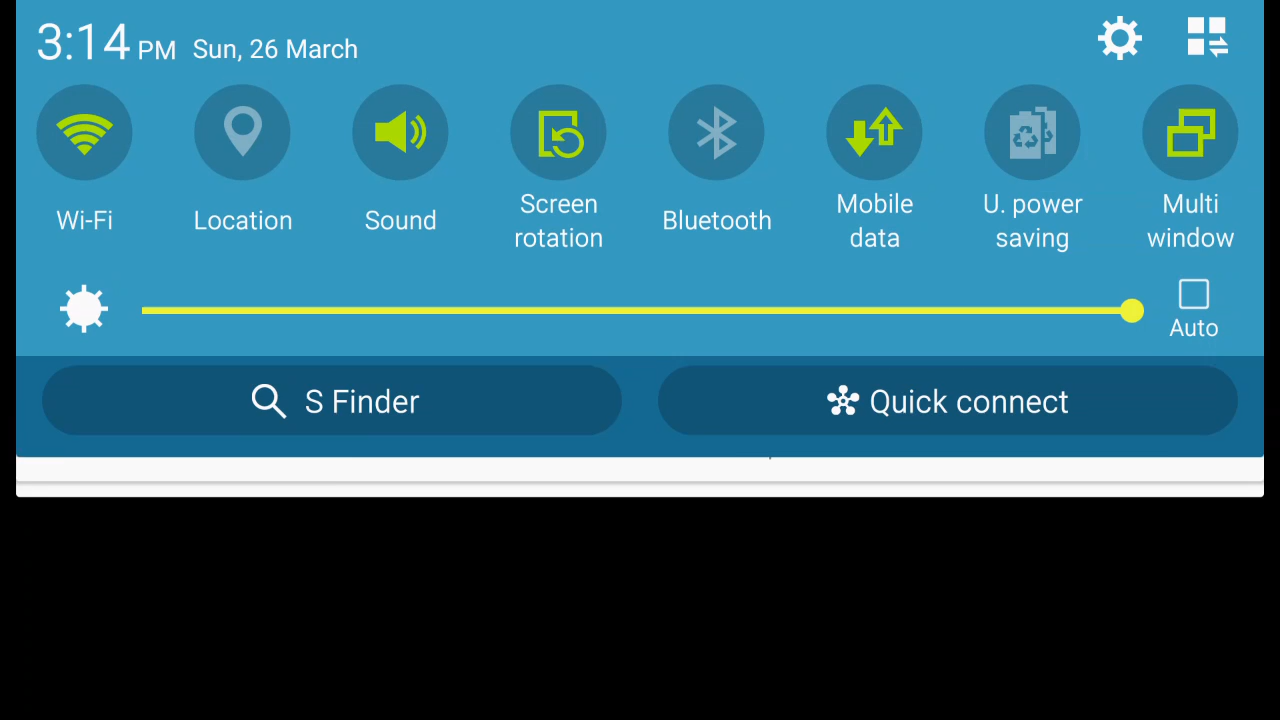 3:14 PM Sun, 26 March
Wi-Fi
Location
Sound
Screen
rotation
Bluetooth
Mobile
data
U. power
saving
Multi
window
Auto
S Finder
Quick connect